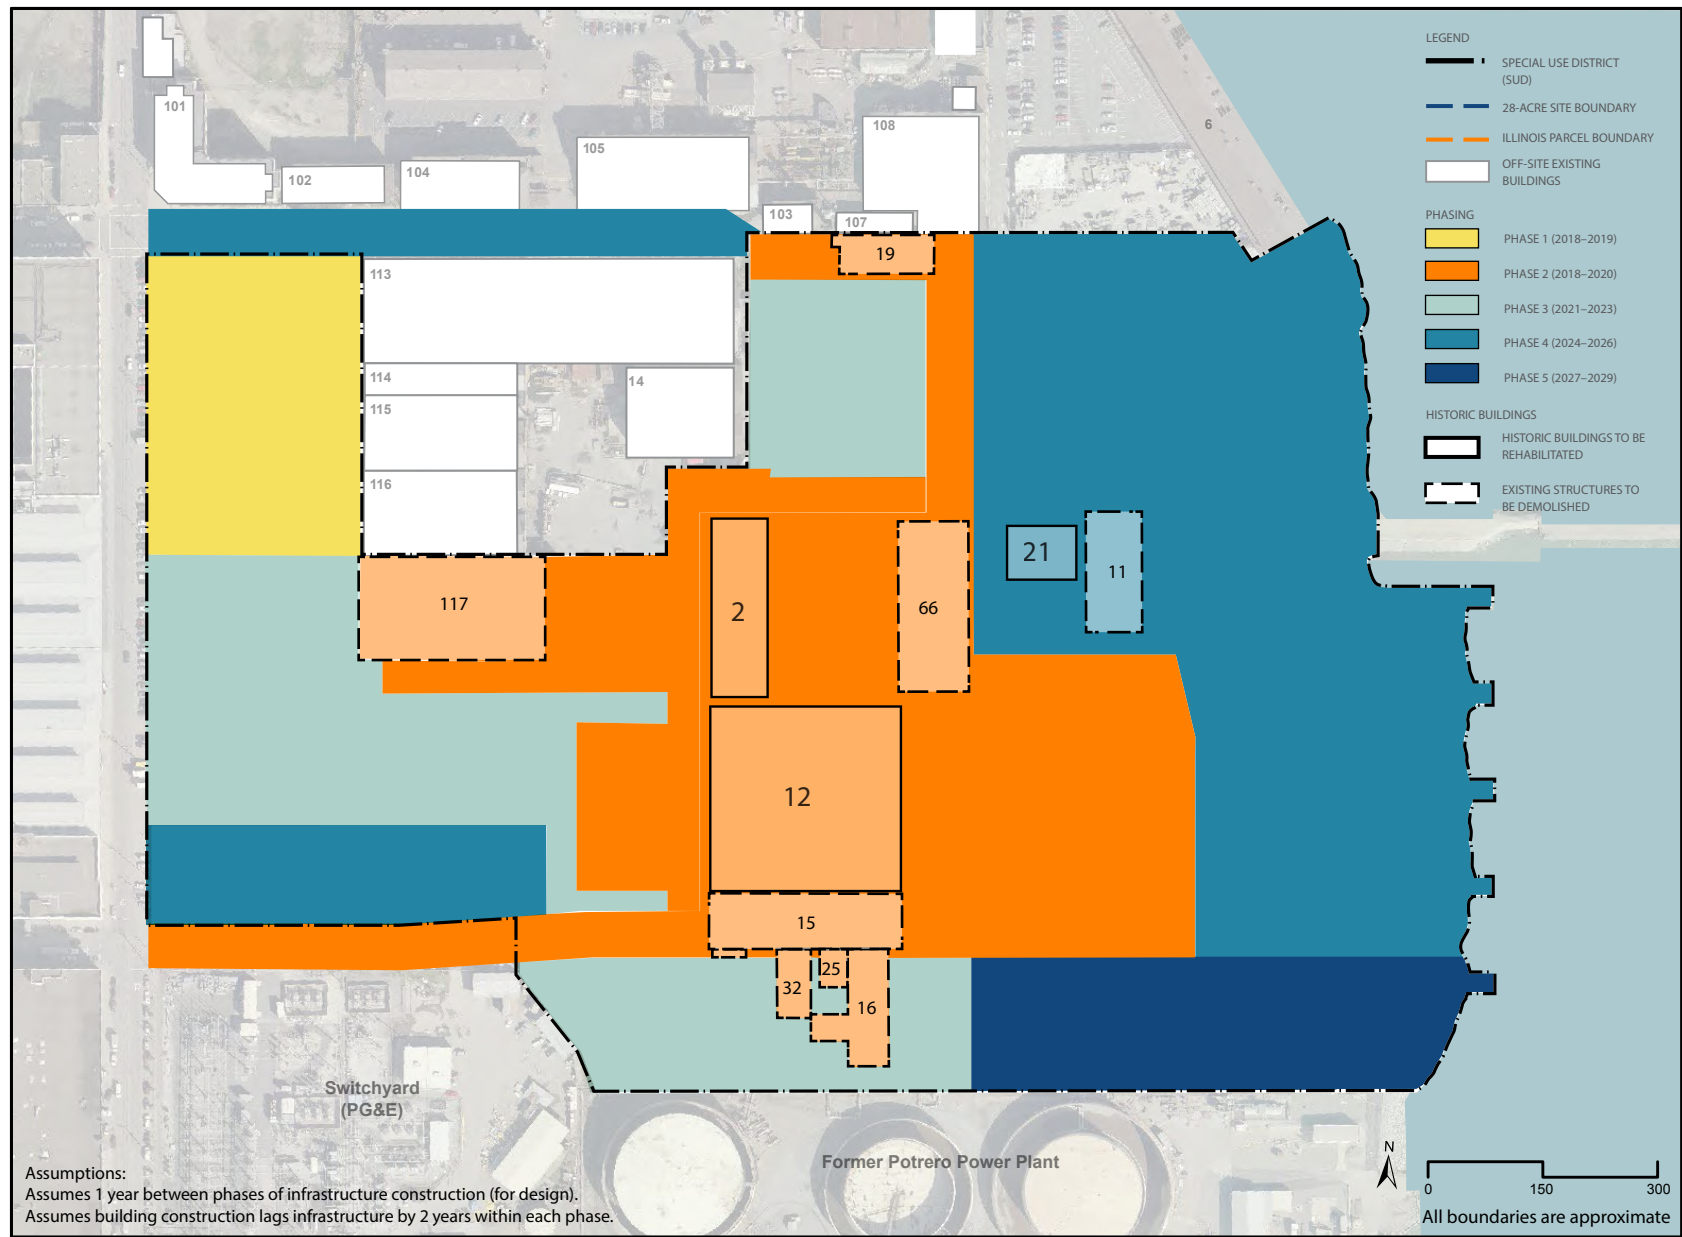 LEGEND
SPECIAL USE DISTRICT
(SUD)
28-ACRE SITE BOUNDARY
ILLINOIS PARCEL BOUNDARY
OFF-SITE EXISTING
BUILDINGS
PHASING
PHASE 1 (2018–2019)
PHASE 2 (2018–2020)
PHASE 3 (2021–2023)
PHASE 4 (2024–2026)
PHASE 5 (2027–2029)
HISTORIC BUILDINGS
HISTORIC BUILDINGS TO BE
REHABILITATED
EXISTING STRUCTURES TO
BE DEMOLISHED
101
102
104
105
108
6
103
107
19
113
114
14
115
116
117
2
66
21
11
12
15
25
32
16
Switchyard
(PG&E)
Former Potrero Power Plant
Assumptions:
Assumes 1 year between phases of infrastructure construction (for design).
Assumes building construction lags infrastructure by 2 years within each phase.
N
0 150 300
All boundaries are approximate